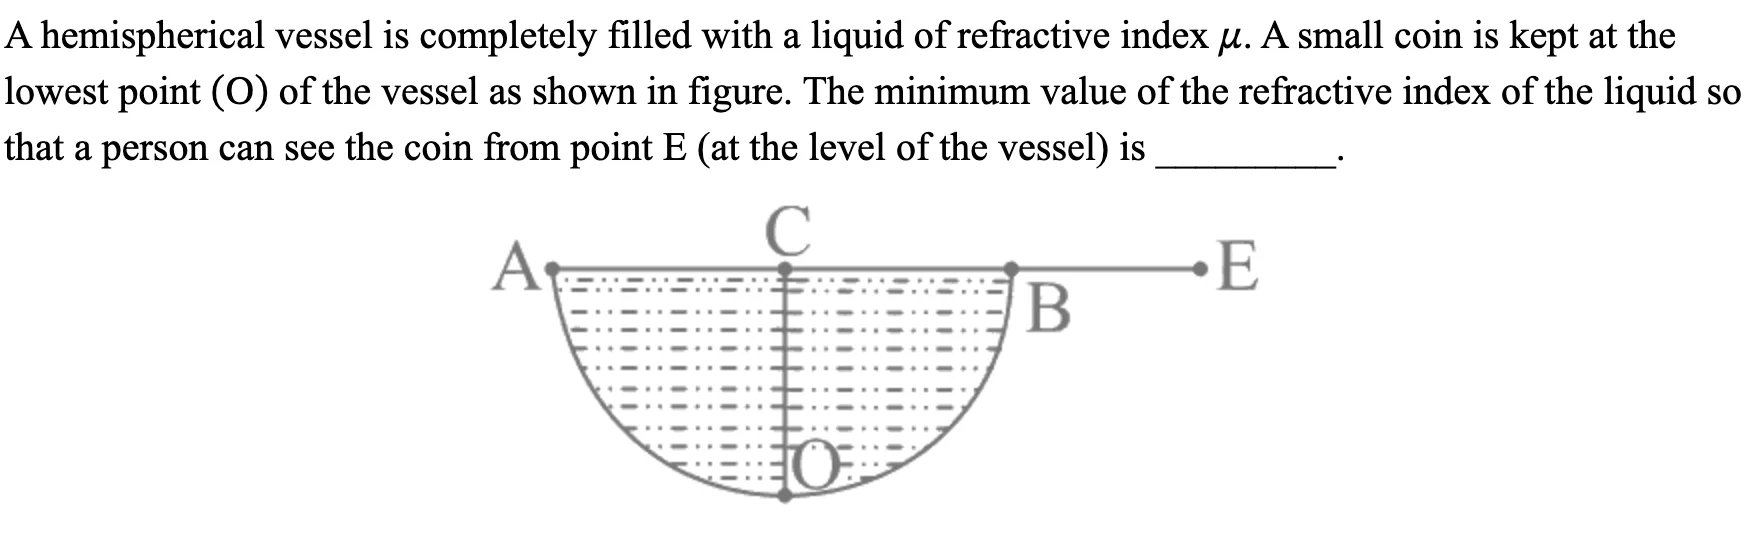 A hemispherical vessel is completely filled with a liquid of refractive index μ. A small coin is kept at the
lowest point (O) of the vessel as shown in figure. The minimum value of the refractive index of the liquid so
that a person can see the coin from point E (at the level of the vessel) is _________.
C
A
E
B
O